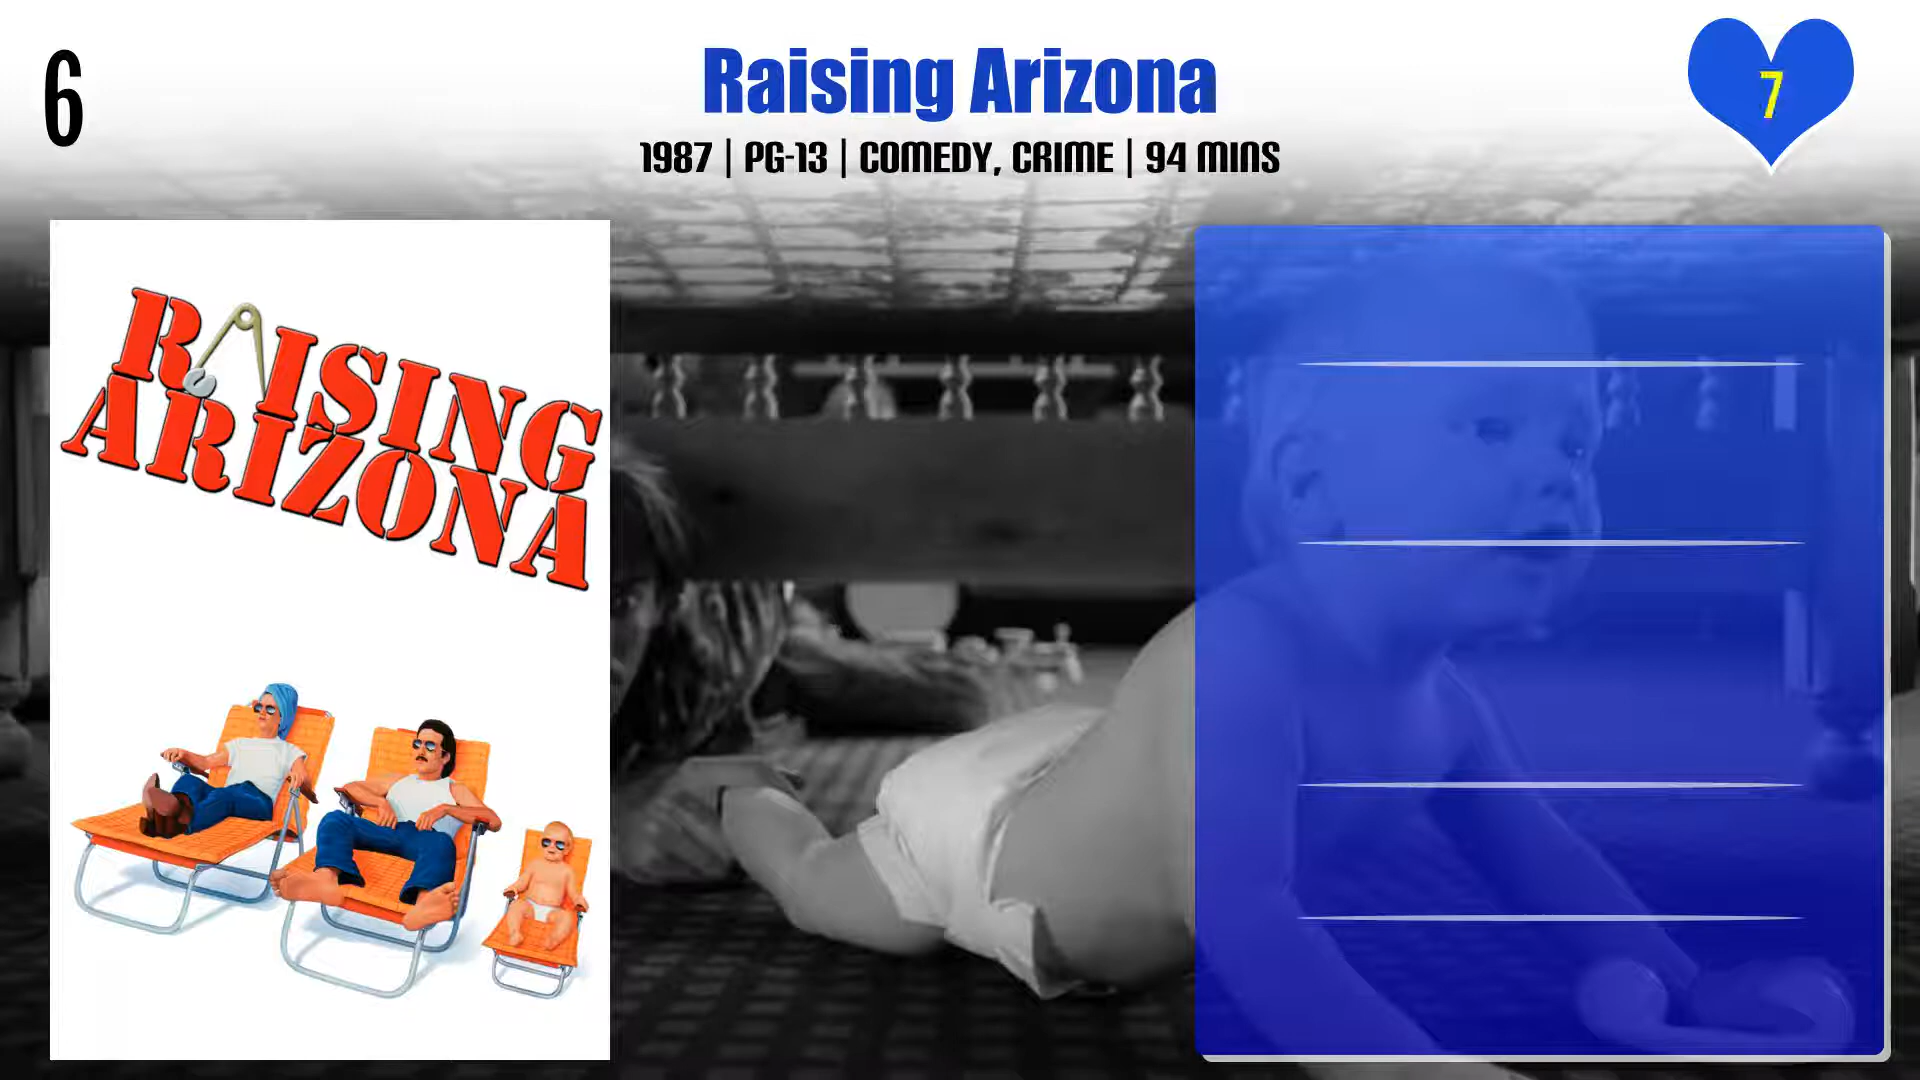 6
Raising Arizona
7
1987 | PG-13 | COMEDY, CRIME | 94 MINS
RAISING
ARIZONA